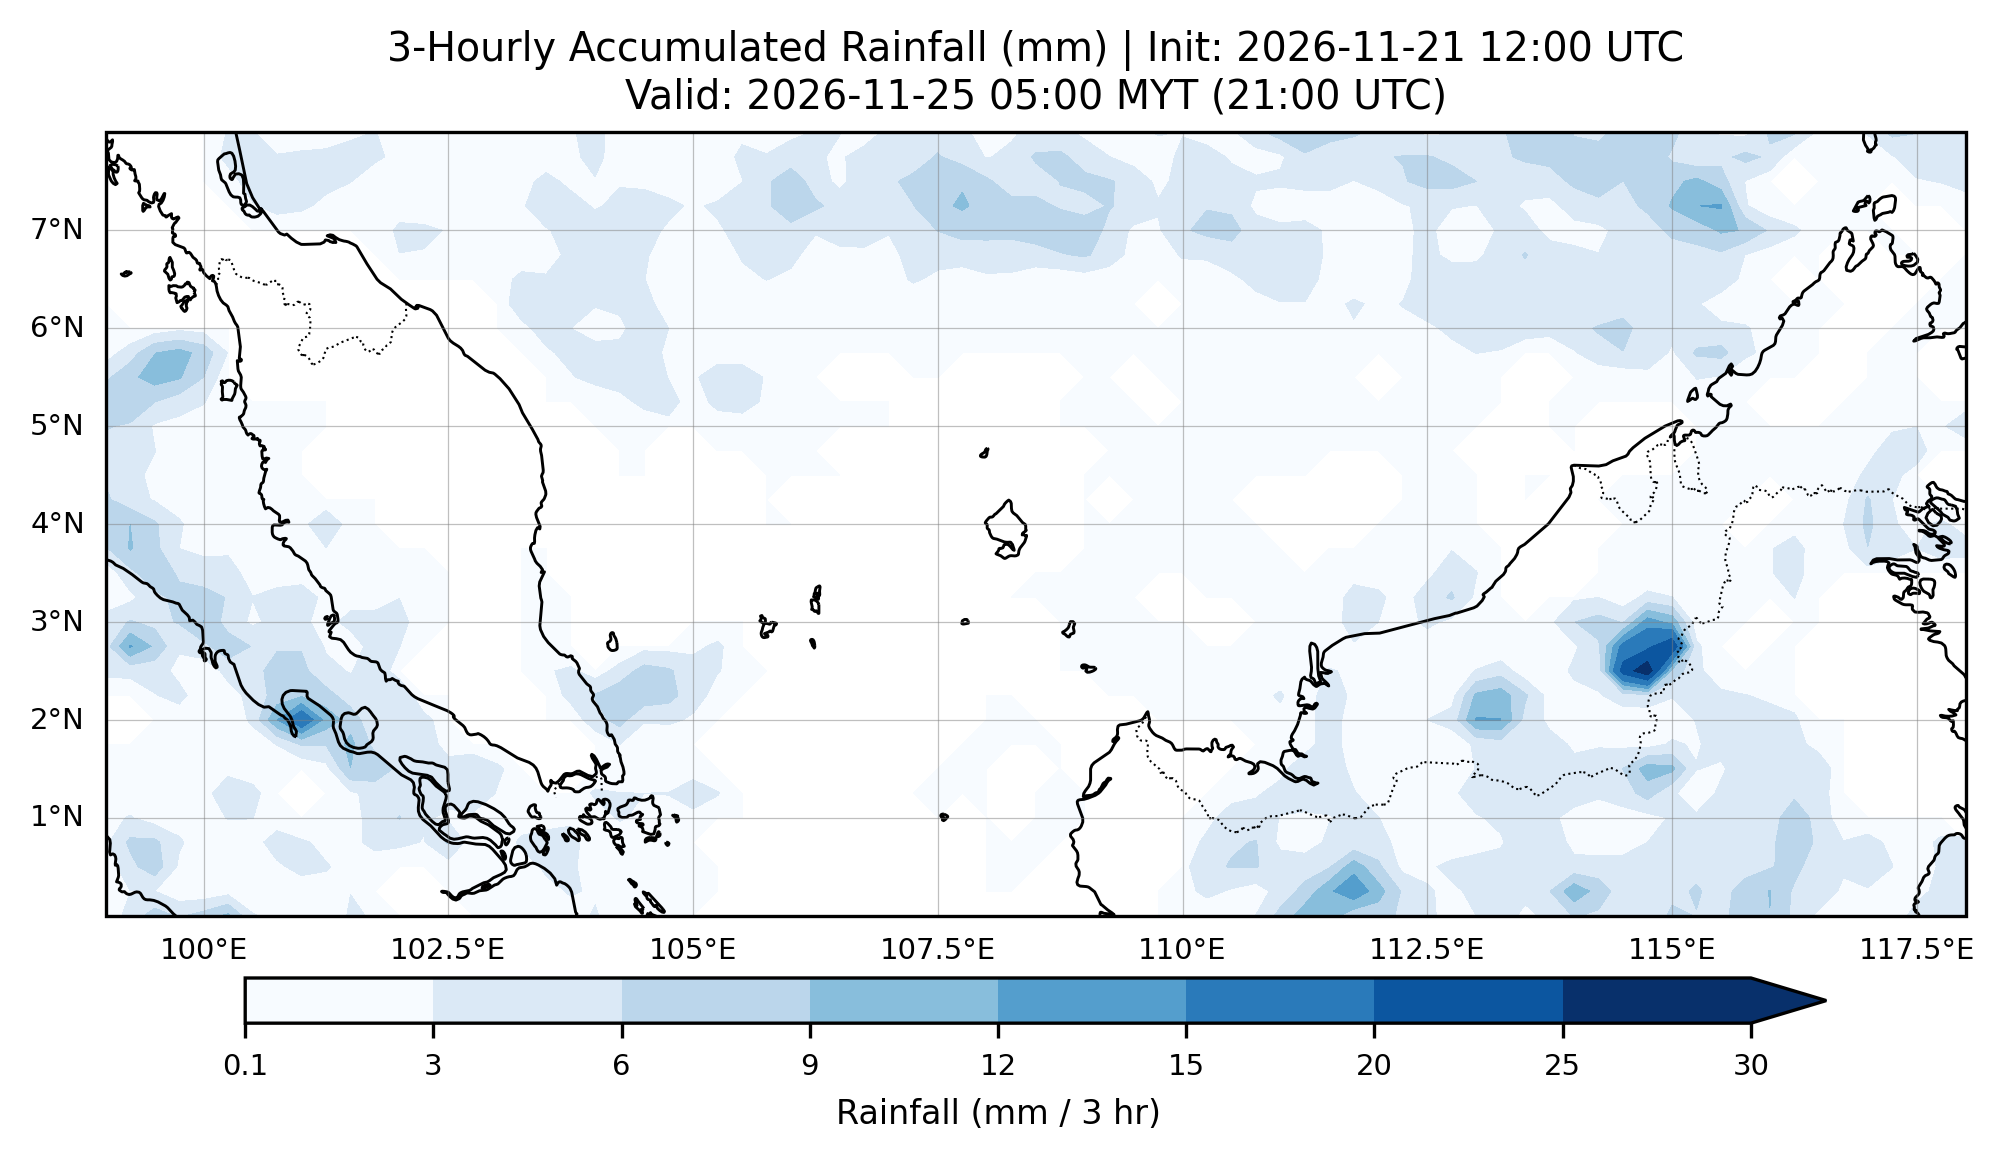 3-Hourly Accumulated Rainfall (mm) | Init: 2026-11-21 12:00 UTC
Valid: 2026-11-25 05:00 MYT (21:00 UTC)
7°N
6°N
5°N
4°N
3°N
2°N
1°N
100°E 102.5°E 105°E 107.5°E 110°E 112.5°E 115°E 117.5°E
0.1 3 6 9 12 15 20 25 30
Rainfall (mm / 3 hr)